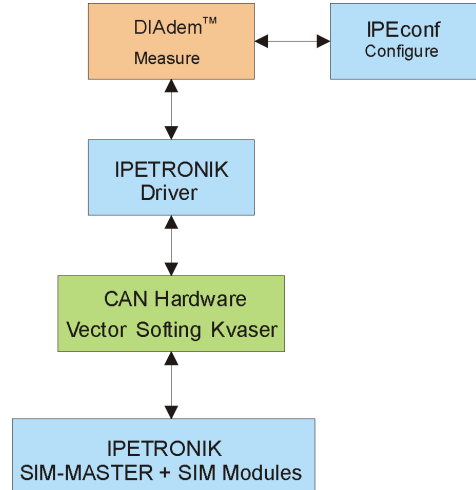 DIAdem™
Measure
IPEconf
Configure
IPETRONIK
Driver
CAN Hardware
Vector Softing Kvaser
IPETRONIK
SIM-MASTER + SIM Modules